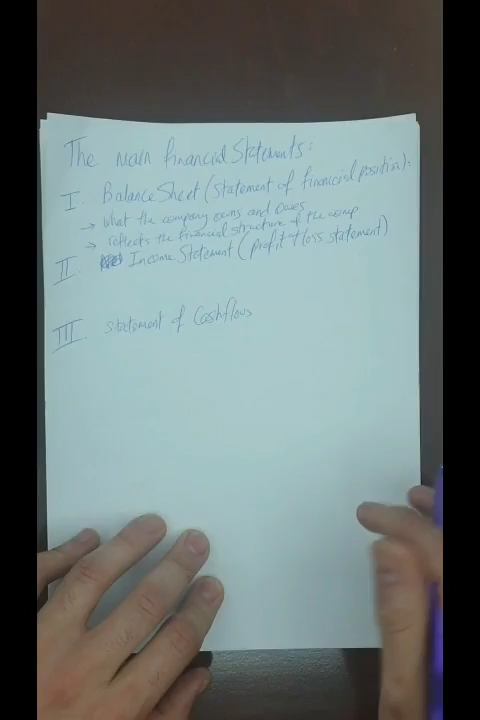 The main financial Statements:
I. Balance Sheet (statement of financial position):
→ what the company owns and owes
→ reflects the financial structure of the comp
II. Income Statement (profit & loss statement)
III. statement of Cashflows